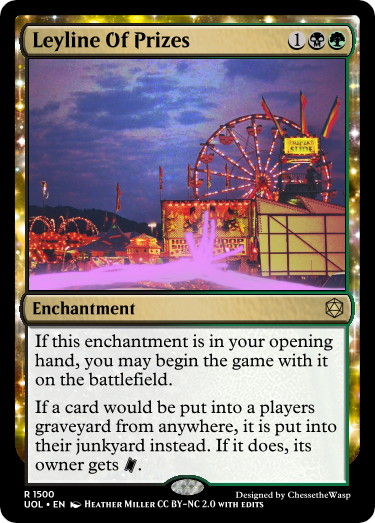 Leyline Of Prizes 1
Enchantment
If this enchantment is in your opening
hand, you may begin the game with it
on the battlefield.
If a card would be put into a players
graveyard from anywhere, it is put into
their junkyard instead. If it does, its
owner gets .
R 1500
UOL • EN Heather Miller CC BY-NC 2.0 with edits
Designed by ChessetheWasp